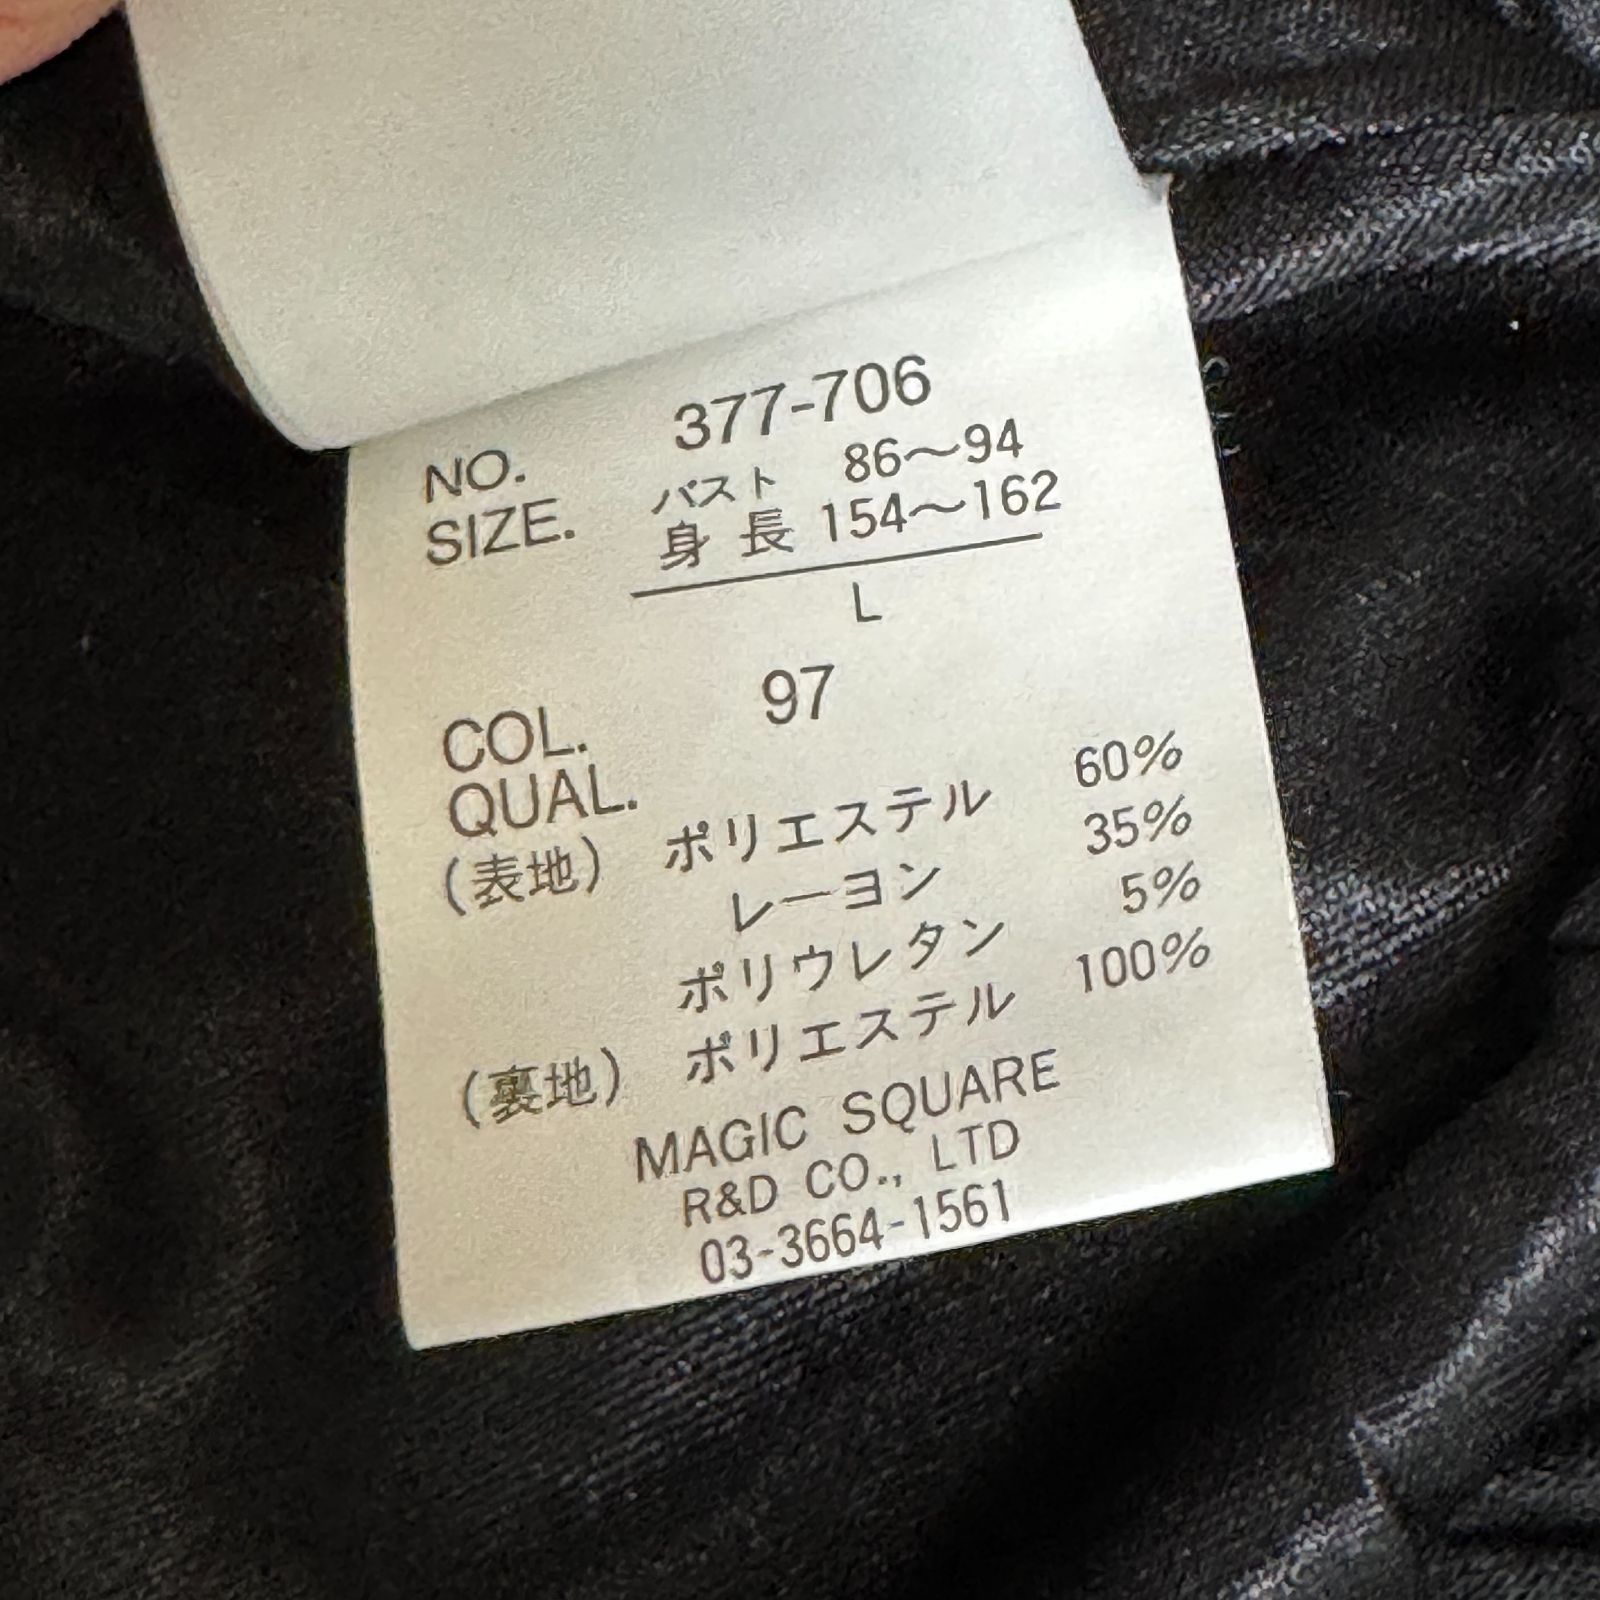 NO. 377-706
SIZE. バスト 86～94
身長 154～162
L
COL. 97
QUAL.
(表地) ポリエステル 60%
レーヨン 35%
ポリウレタン 5%
(裏地) ポリエステル 100%
MAGIC SQUARE
R&D CO., LTD
03-3664-1561